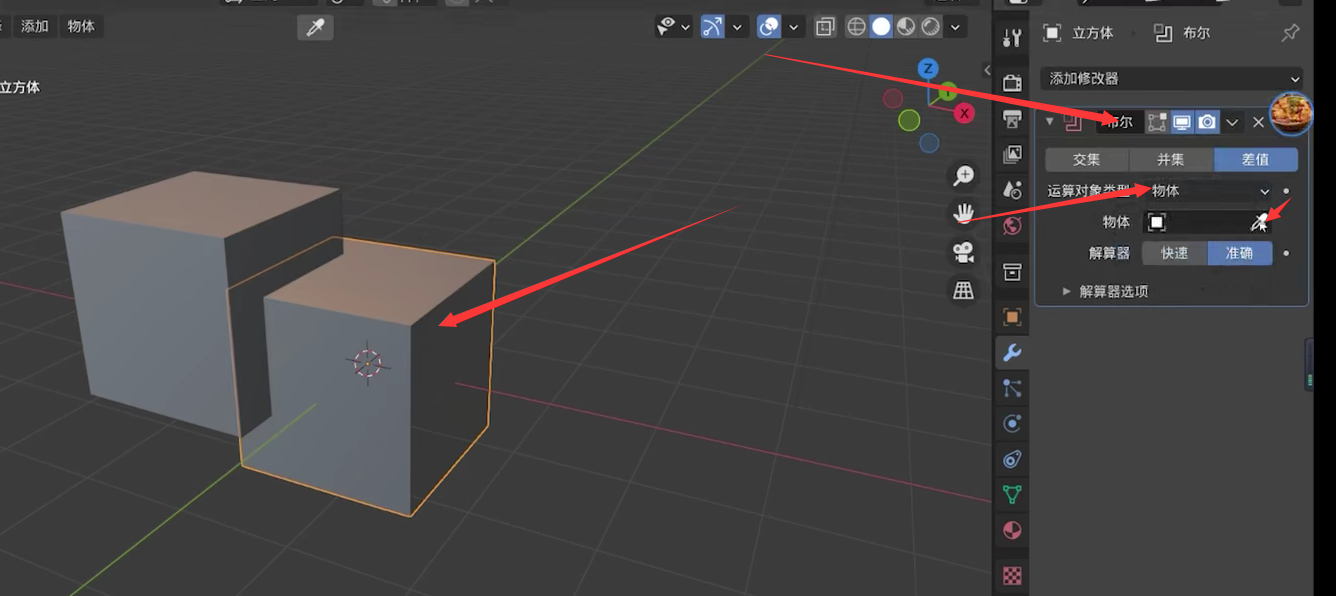 添加 物体
立方体
Z
Y
X
立方体 布尔
添加修改器
布尔
交集 并集 差值
运算对象类型 物体
物体
解算器 快速 准确
解算器选项